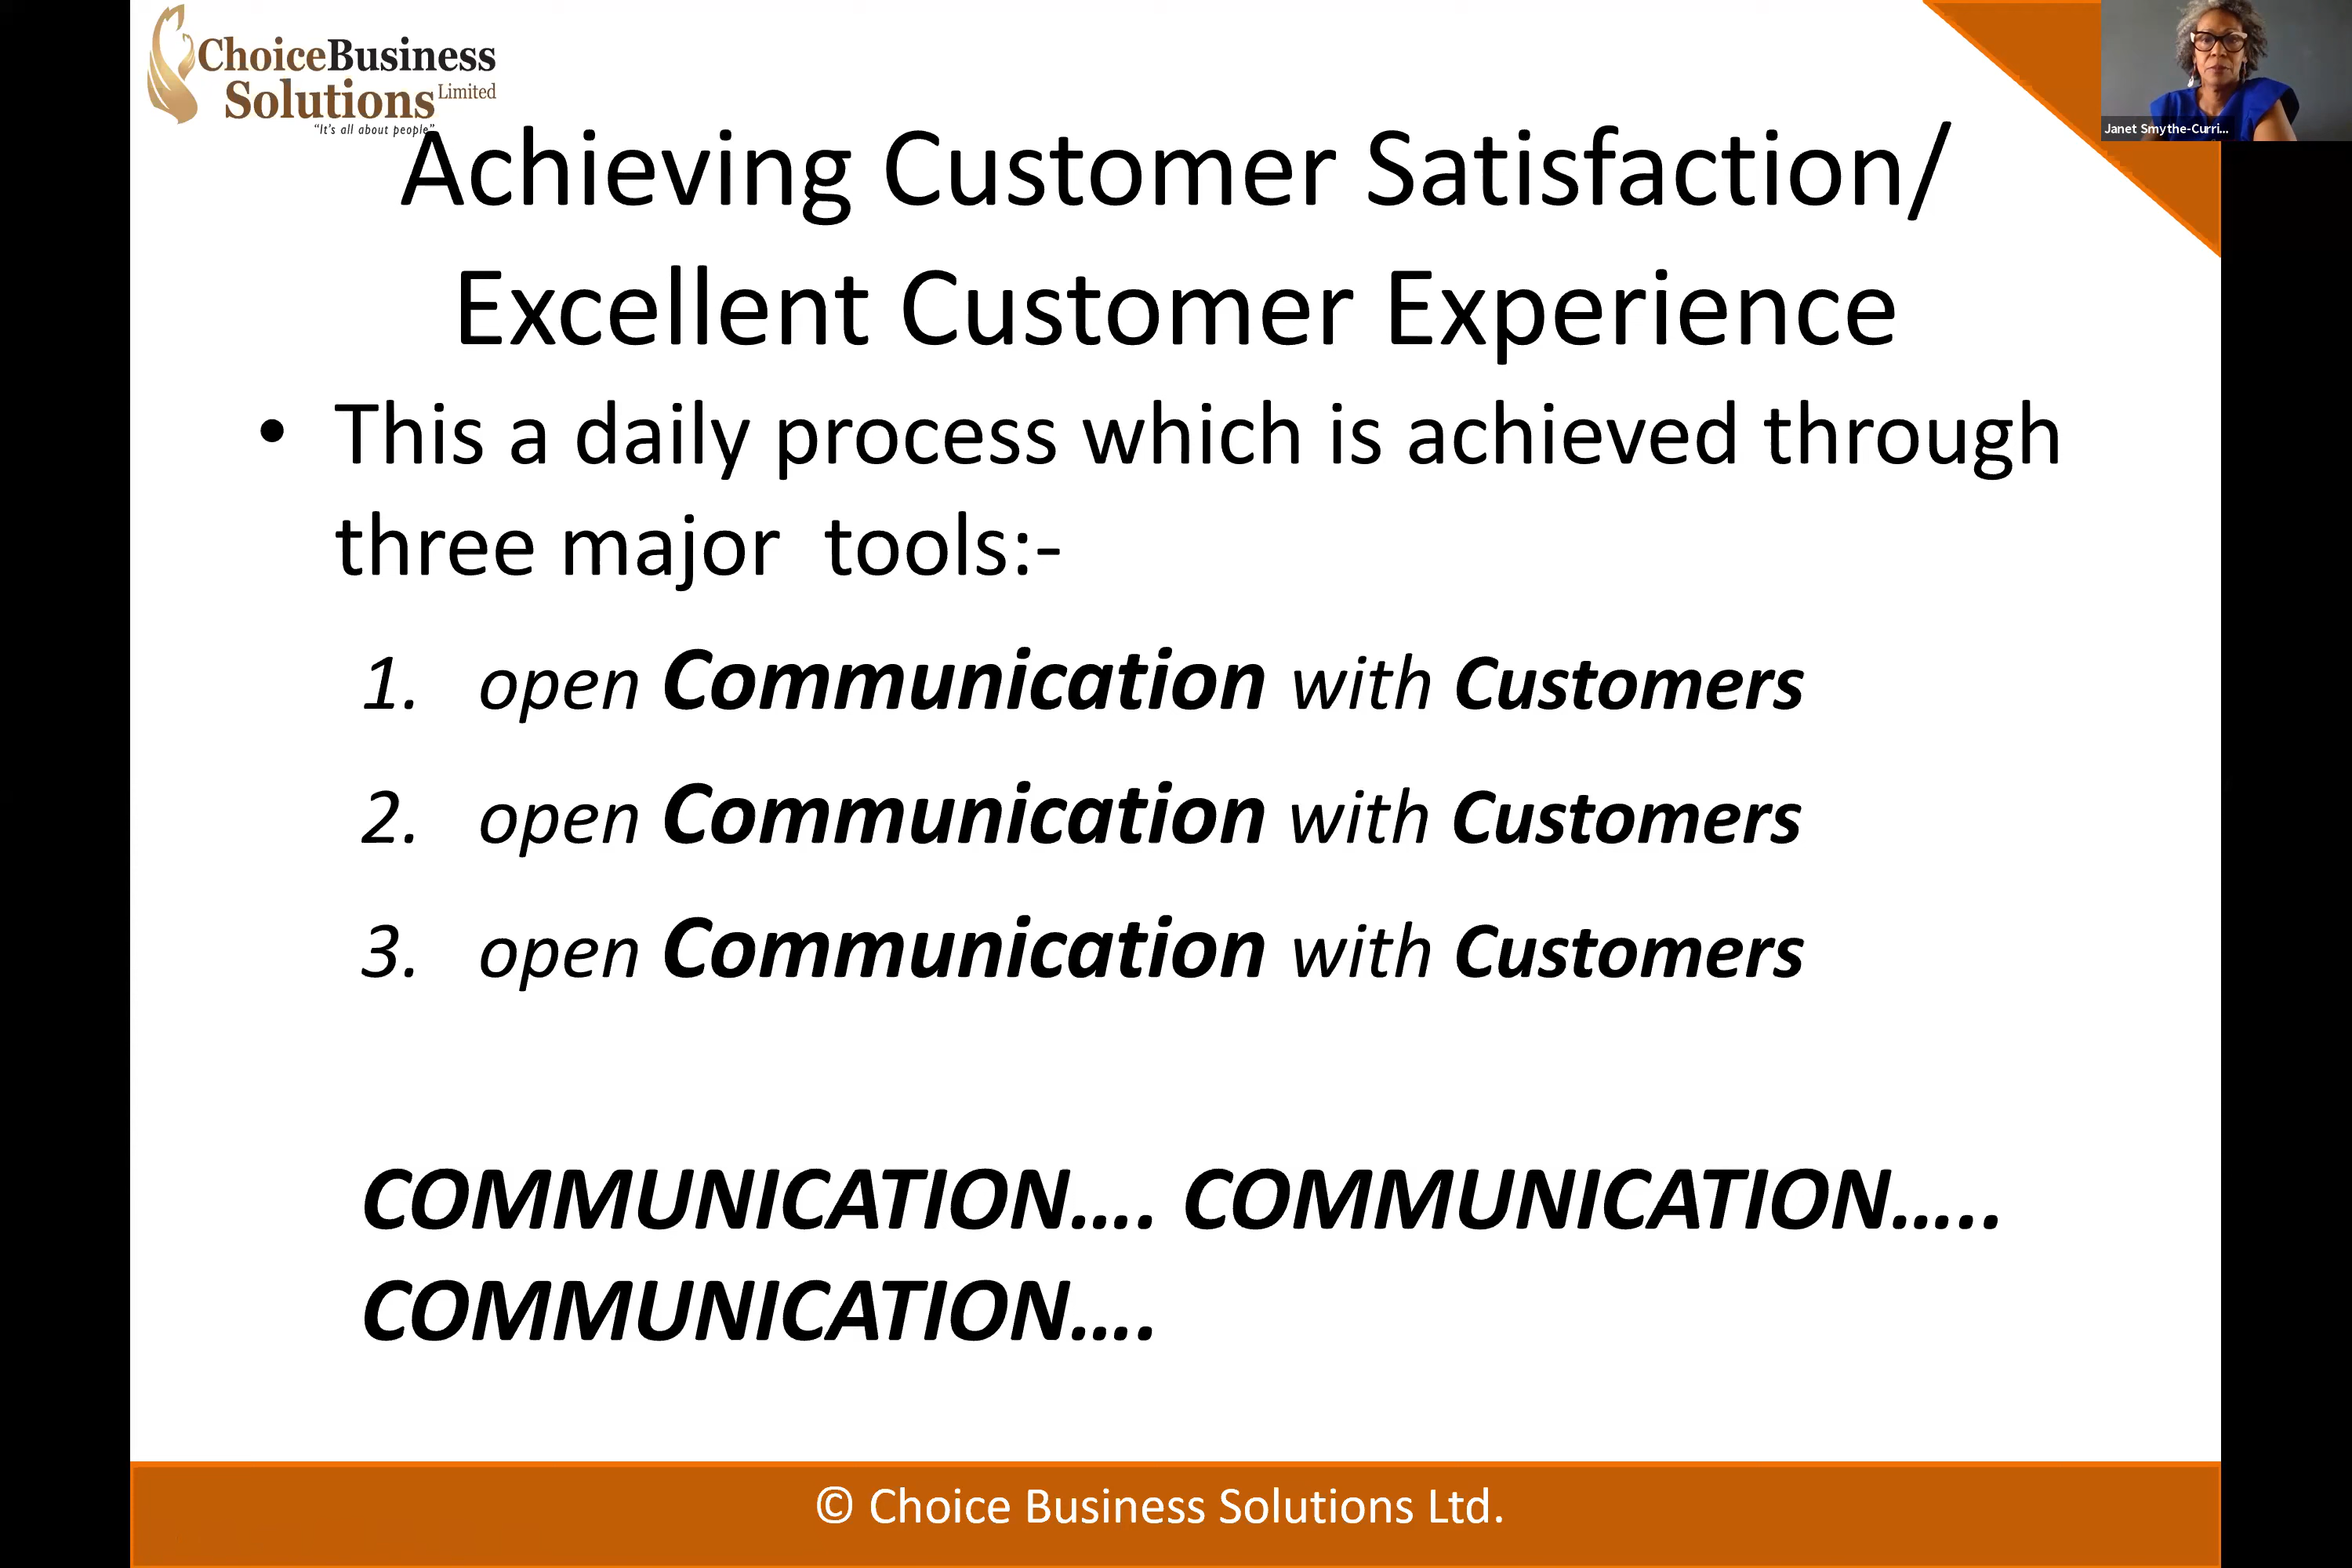 ChoiceBusiness
Solutions Limited
"It's all about people"
Janet Smythe-Curri...
Achieving Customer Satisfaction/
Excellent Customer Experience
• This a daily process which is achieved through
three major  tools:-
1. open Communication with Customers
2. open Communication with Customers
3. open Communication with Customers
COMMUNICATION.... COMMUNICATION.....
COMMUNICATION....
© Choice Business Solutions Ltd.